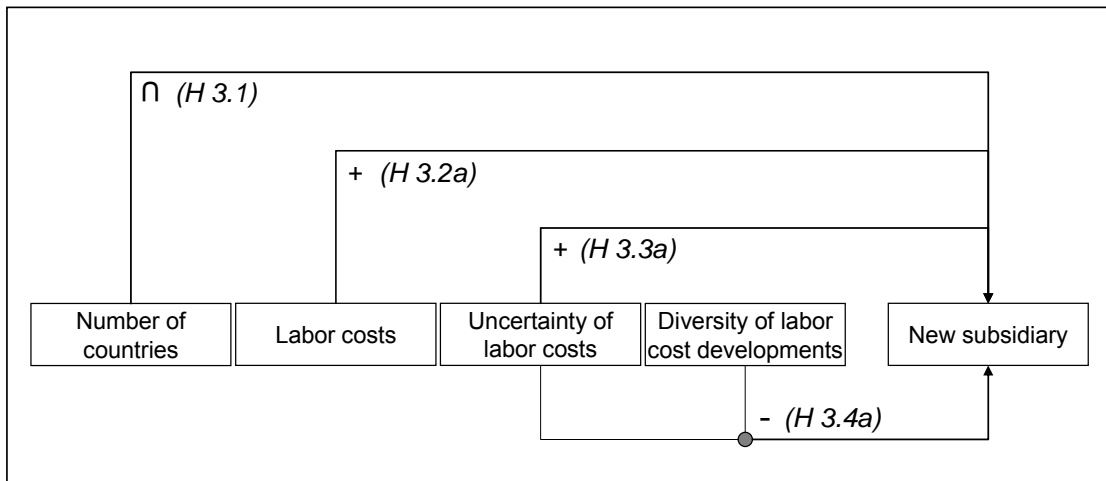 ∩ (H 3.1)
+ (H 3.2a)
+ (H 3.3a)
Number of
countries
Labor costs
Uncertainty of
labor costs
Diversity of labor
cost developments
New subsidiary
- (H 3.4a)